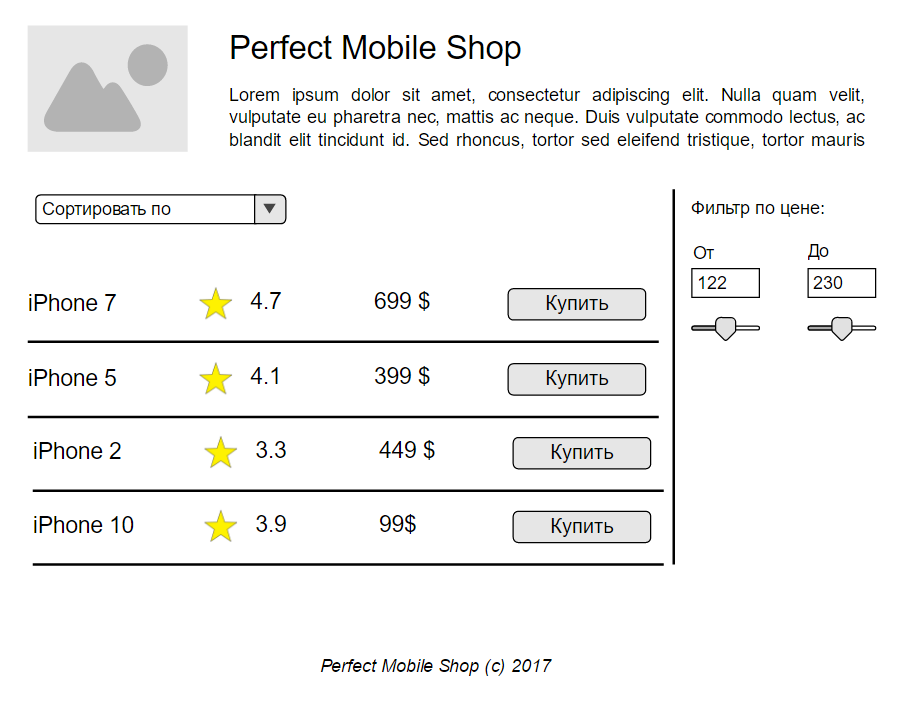 Perfect Mobile Shop
Lorem ipsum dolor sit amet, consectetur adipiscing elit. Nulla quam velit,
vulputate eu pharetra nec, mattis ac neque. Duis vulputate commodo lectus, ac
blandit elit tincidunt id. Sed rhoncus, tortor sed eleifend tristique, tortor mauris
Сортировать по
Фильтр по цене:
От До
122 230
iPhone 7 4.7 699 $ Купить
iPhone 5 4.1 399 $ Купить
iPhone 2 3.3 449 $ Купить
iPhone 10 3.9 99$ Купить
Perfect Mobile Shop (c) 2017